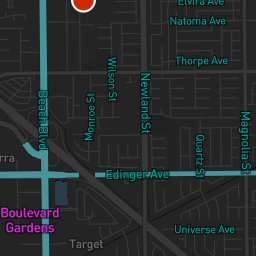 Elvira Ave
Natoma Ave
Thorpe Ave
Wilson St
Newland St
Monroe St
Beach Blvd
Magnolia St
Quartz St
rra
Edinger Ave
Boulevard
Gardens
Universe Ave
Target